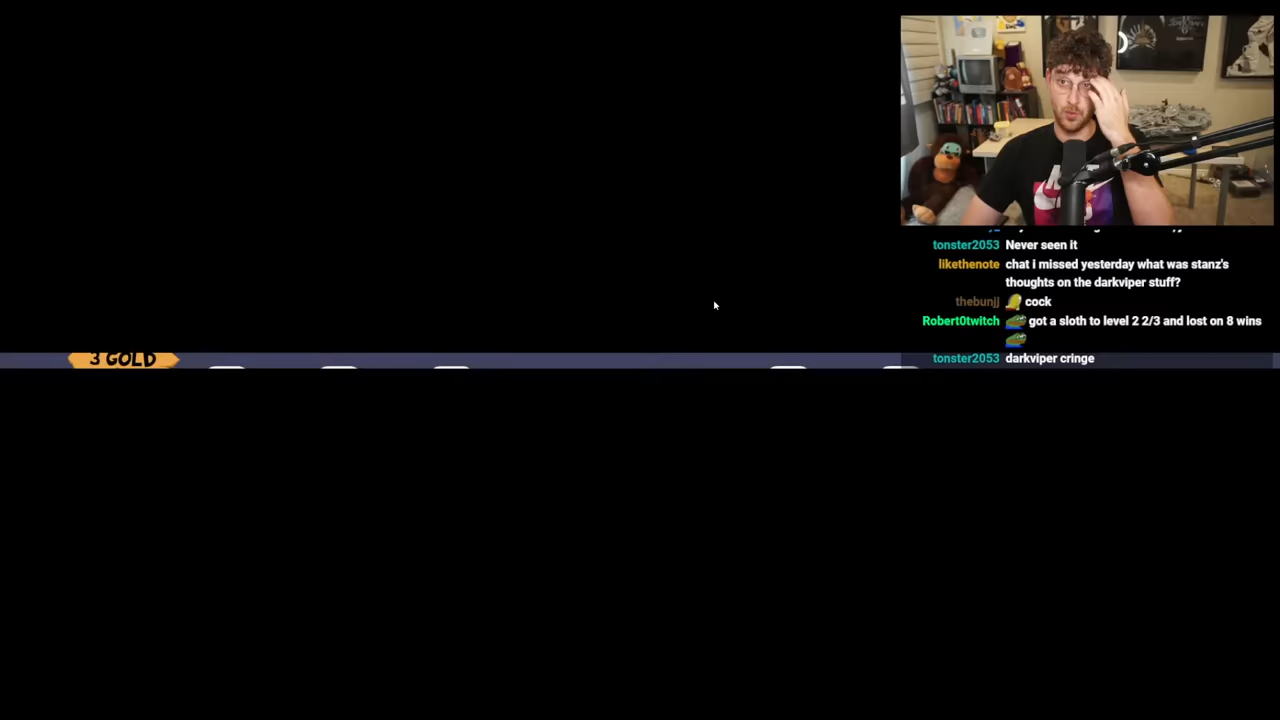 tonster2053 Never seen it
likethenote chat i missed yesterday what was stanz's
thoughts on the darkviper stuff?
thebunjj cock
Robert0twitch got a sloth to level 2 2/3 and lost on 8 wins
3 GOLD
tonster2053 darkviper cringe